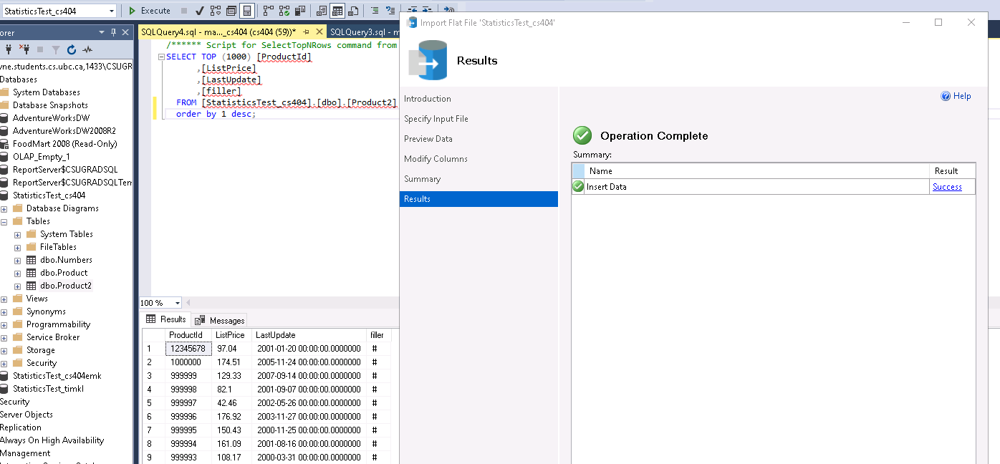 StatisticsTest_cs404
Execute
orer
vne.students.cs.ubc.ca,1433\CSUGR
Databases
System Databases
Database Snapshots
AdventureWorksDW
AdventureWorksDW2008R2
FoodMart 2008 (Read-Only)
OLAP_Empty_1
ReportServer$CSUGRADSQL
ReportServer$CSUGRADSQLTem
StatisticsTest_cs404
Database Diagrams
Tables
System Tables
FileTables
dbo.Numbers
dbo.Product
dbo.Product2
Views
Synonyms
Programmability
Service Broker
Storage
Security
StatisticsTest_cs404emk
StatisticsTest_timkl
Security
Server Objects
Replication
Always On High Availability
Management
SQLQuery4.sql - ma..._cs404 (cs404 (59))*
SQLQuery3.sql - m
/****** Script for SelectTopNRows command from
SELECT TOP (1000) [ProductId]
,[ListPrice]
,[LastUpdate]
,[filler]
FROM [StatisticsTest_cs404].[dbo].[Product2]
order by 1 desc;
100 %
Results Messages
ProductId ListPrice LastUpdate filler
1 12345678 97.04 2001-01-20 00:00:00.0000000 #
2 1000000 174.51 2005-11-24 00:00:00.0000000 #
3 999999 129.33 2007-09-14 00:00:00.0000000 #
4 999998 82.1 2001-09-07 00:00:00.0000000 #
5 999997 42.46 2002-05-26 00:00:00.0000000 #
6 999996 176.92 2003-11-27 00:00:00.0000000 #
7 999995 150.43 2000-11-25 00:00:00.0000000 #
8 999994 161.09 2001-08-16 00:00:00.0000000 #
9 999993 108.17 2000-03-31 00:00:00.0000000 #
Import Flat File 'StatisticsTest_cs404'
Results
Introduction
Specify Input File
Preview Data
Modify Columns
Summary
Results
Help
Operation Complete
Summary:
Name Result
Insert Data Success